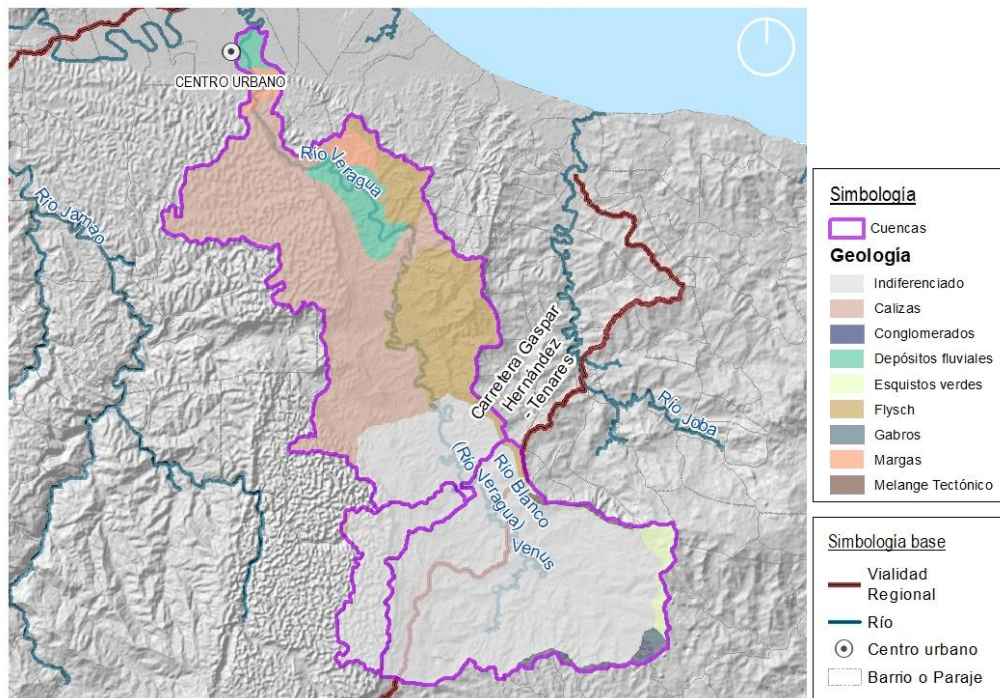 CENTRO URBANO
Río Veragua
Río Jamao
Carretera Gaspar
Hernández
- Tenares
Río Joba
Río Blanco
(Río Veragua)
Venus
Simbología
Cuencas
Geología
Indiferenciado
Calizas
Conglomerados
Depósitos fluviales
Esquistos verdes
Flysch
Gabros
Margas
Melange Tectónico
Simbología base
Vialidad
Regional
Río
Centro urbano
Barrio o Paraje